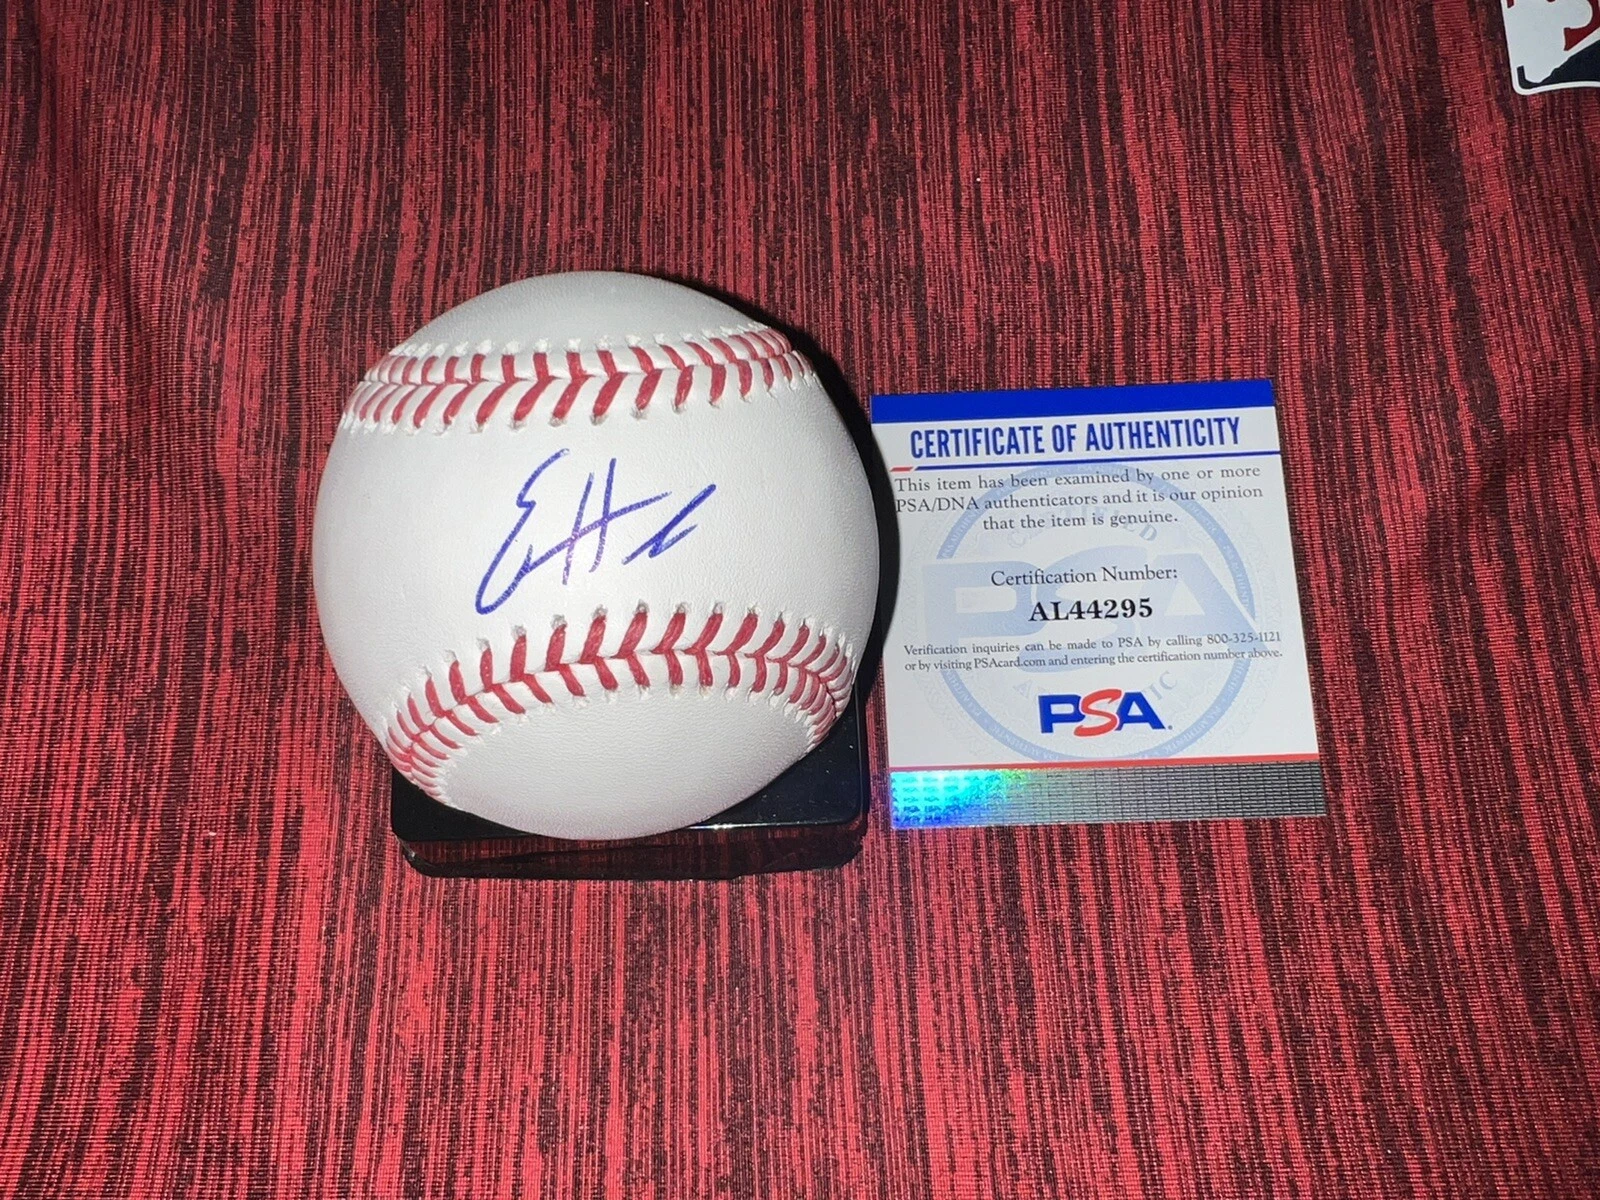 CERTIFICATE OF AUTHENTICITY
This item has been examined by one or more
PSA/DNA authenticators and it is our opinion
that the item is genuine.
Certification Number:
AL44295
Verification inquiries can be made to PSA by calling 800-325-1121
or by visiting PSAcard.com and entering the certification number above.
PSA